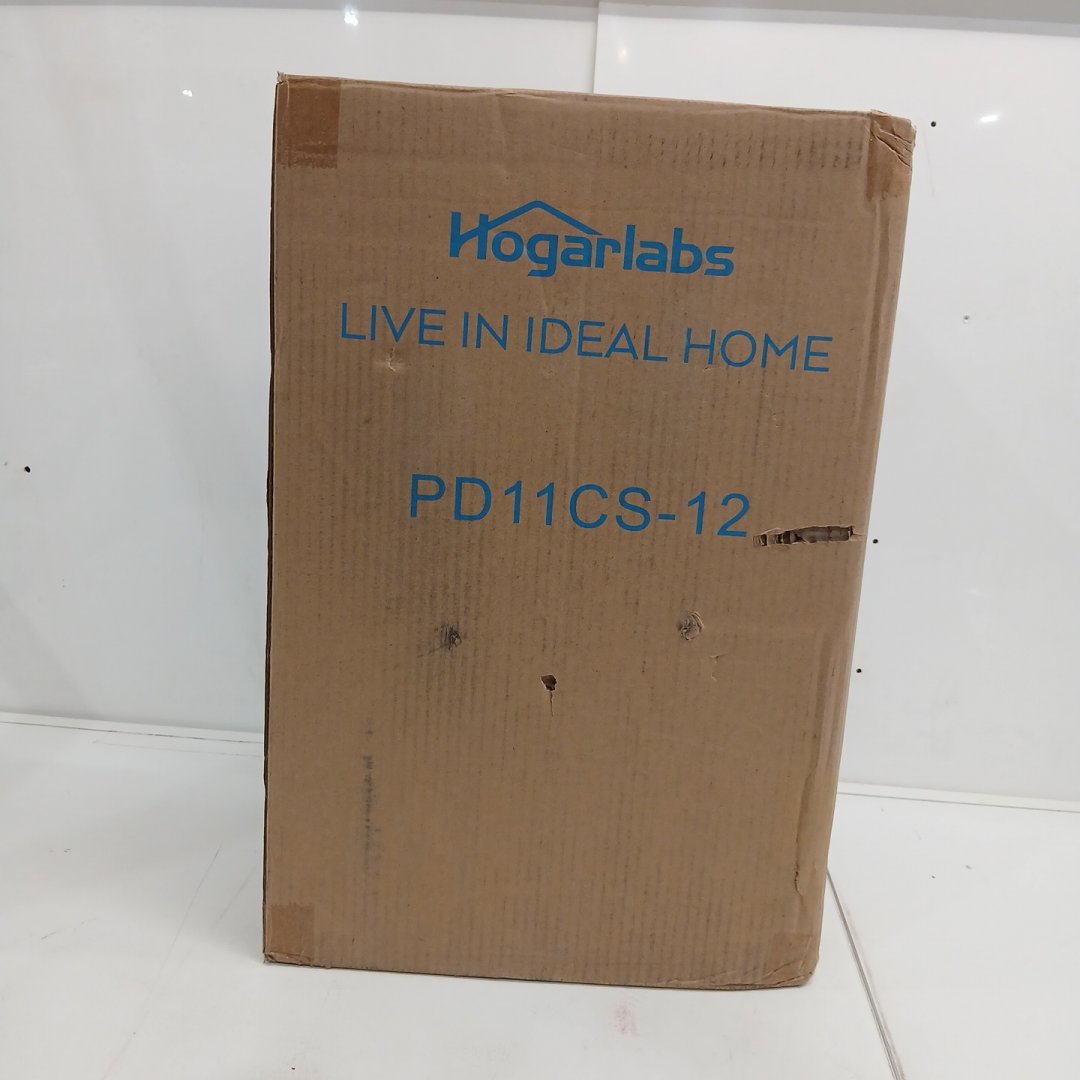 Hogarlabs
LIVE IN IDEAL HOME
PD11CS-12